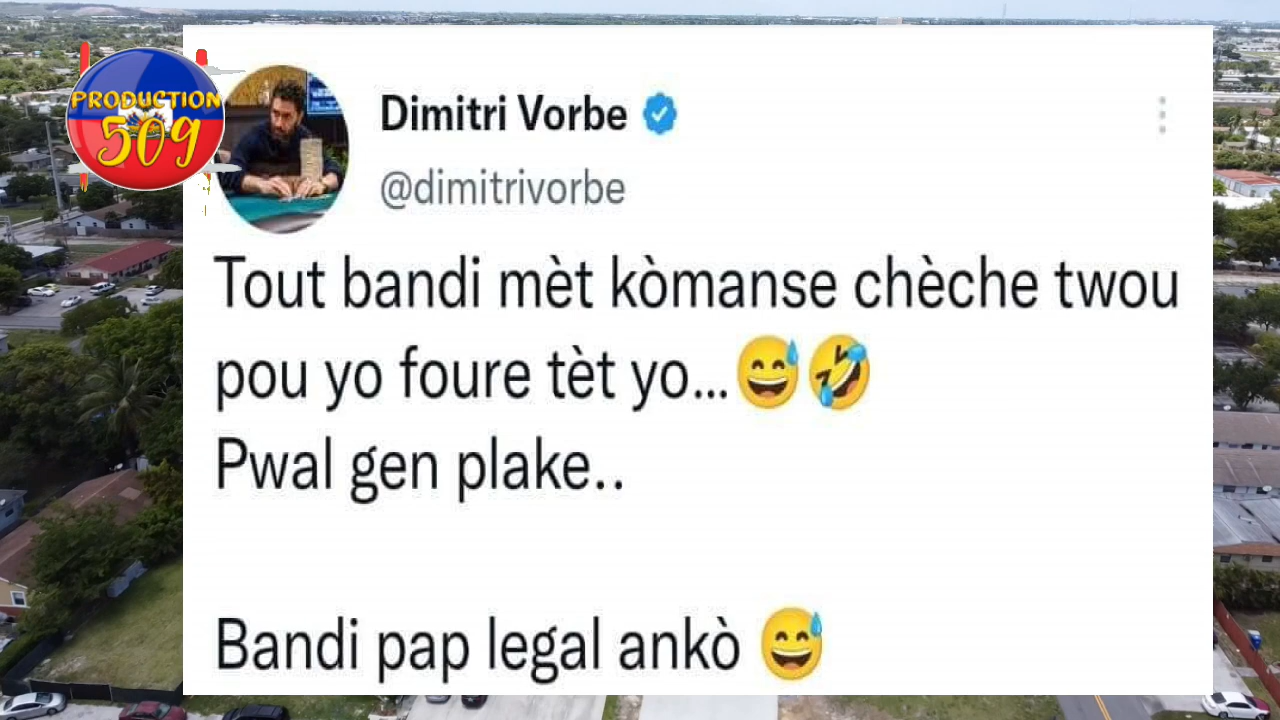 PRODUCTION
509
Dimitri Vorbe
@dimitrivorbe
Tout bandi mèt kòmanse chèche twou
pou yo foure tèt yo...😅🤣
Pwal gen plake..
Bandi pap legal ankò 😅